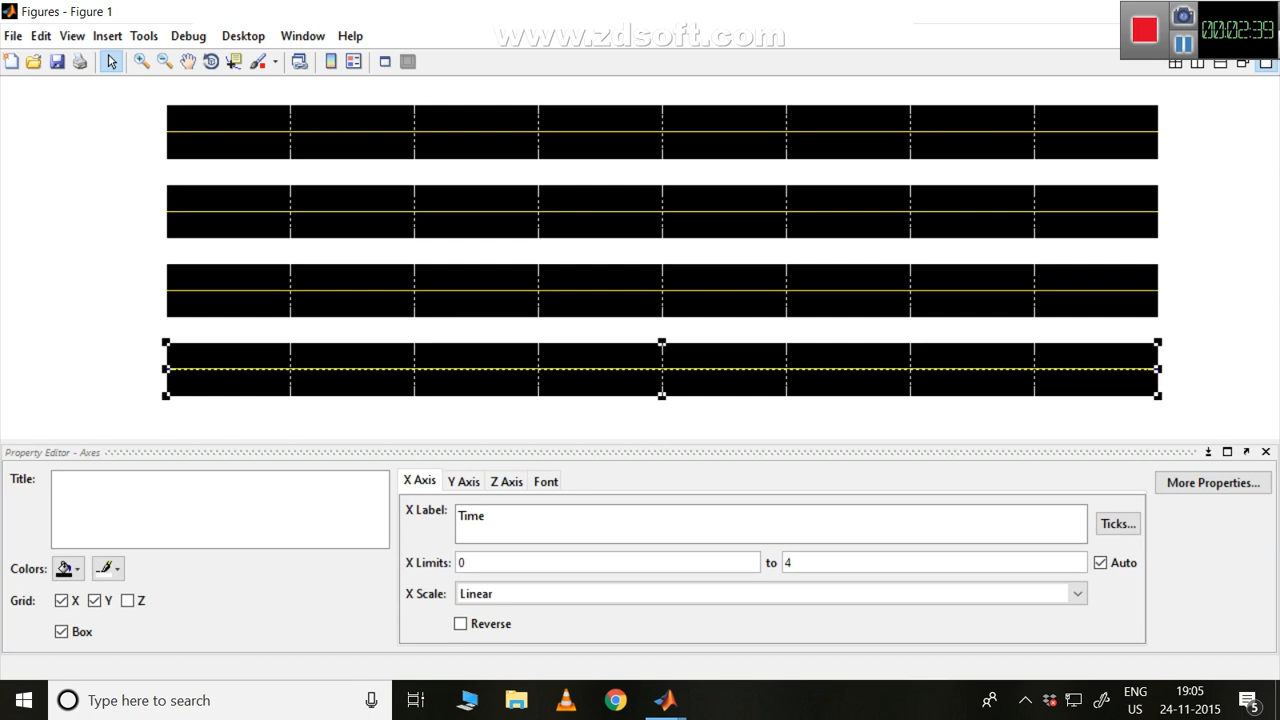 Figures - Figure 1
00:02:39
File Edit View Insert Tools Debug Desktop Window Help
www.zdsoft.com
Property Editor - Axes
Title:
X Axis Y Axis Z Axis Font
More Properties...
X Label: Time
Ticks...
X Limits: 0 to 4 Auto
Colors:
X Scale: Linear
Grid: X Y Z
Reverse
Box
Type here to search
ENG 19:05
US 24-11-2015
5